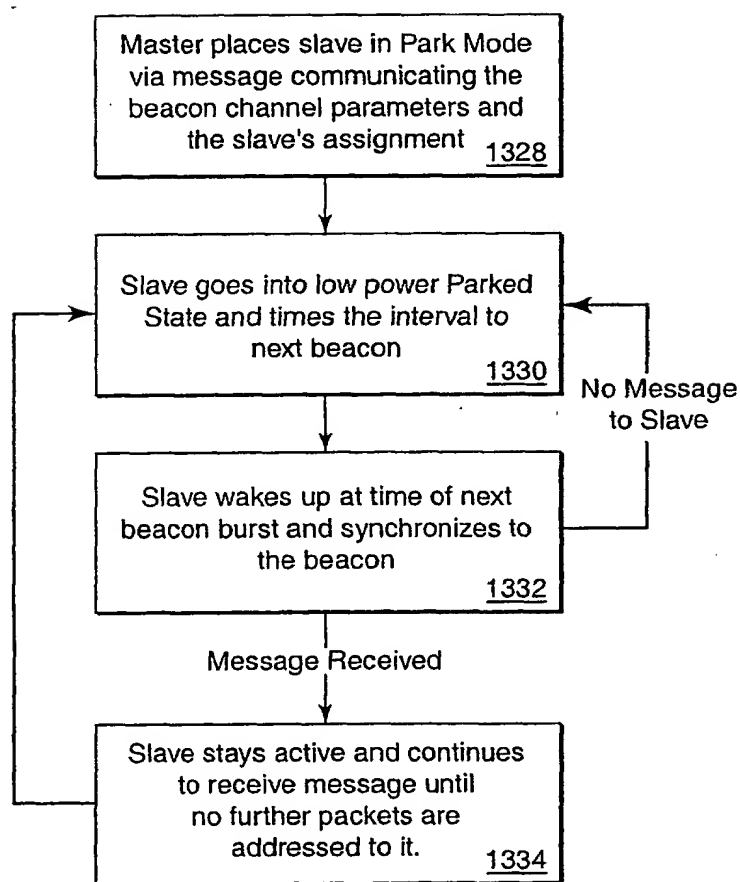 Master places slave in Park Mode
via message communicating the
beacon channel parameters and
the slave's assignment
1328
Slave goes into low power Parked
State and times the interval to
next beacon
1330
No Message
to Slave
Slave wakes up at time of next
beacon burst and synchronizes to
the beacon
1332
Message Received
Slave stays active and continues
to receive message until
no further packets are
addressed to it.
1334